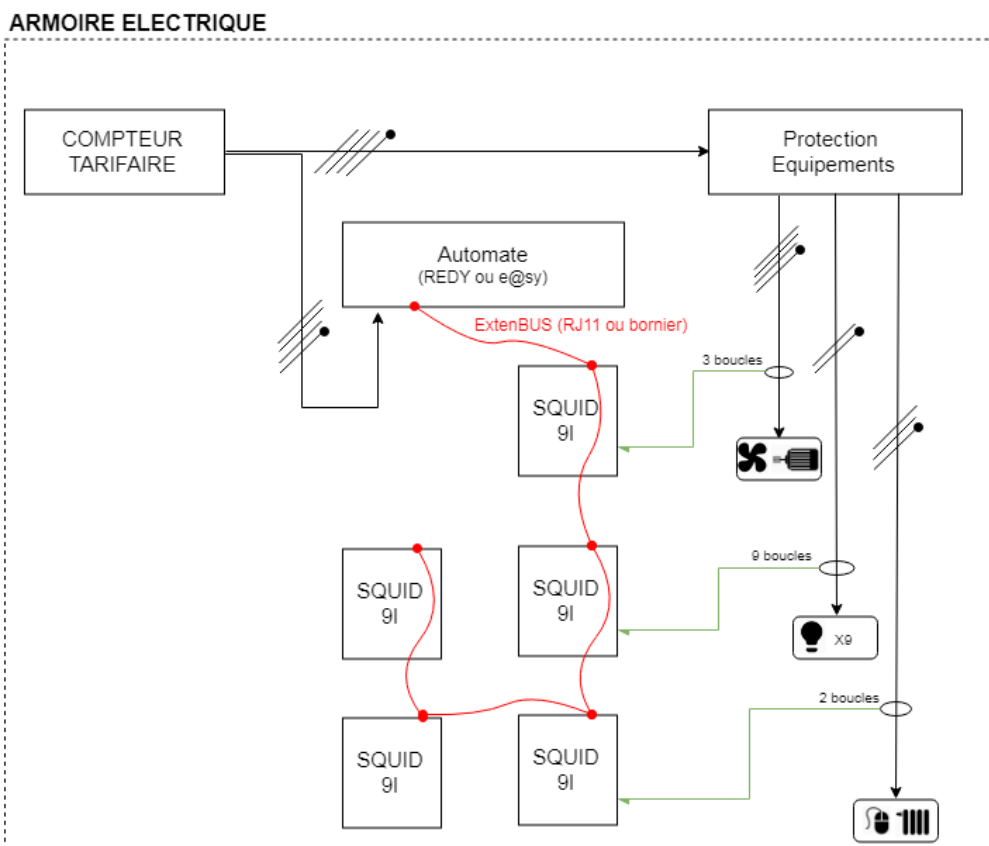 ARMOIRE ELECTRIQUE
COMPTEUR
TARIFAIRE
Protection
Equipements
Automate
(REDY ou e@sy)
ExtenBUS (RJ11 ou bornier)
3 boucles
SQUID
9I
9 boucles
SQUID
9I
SQUID
9I
X9
2 boucles
SQUID
9I
SQUID
9I